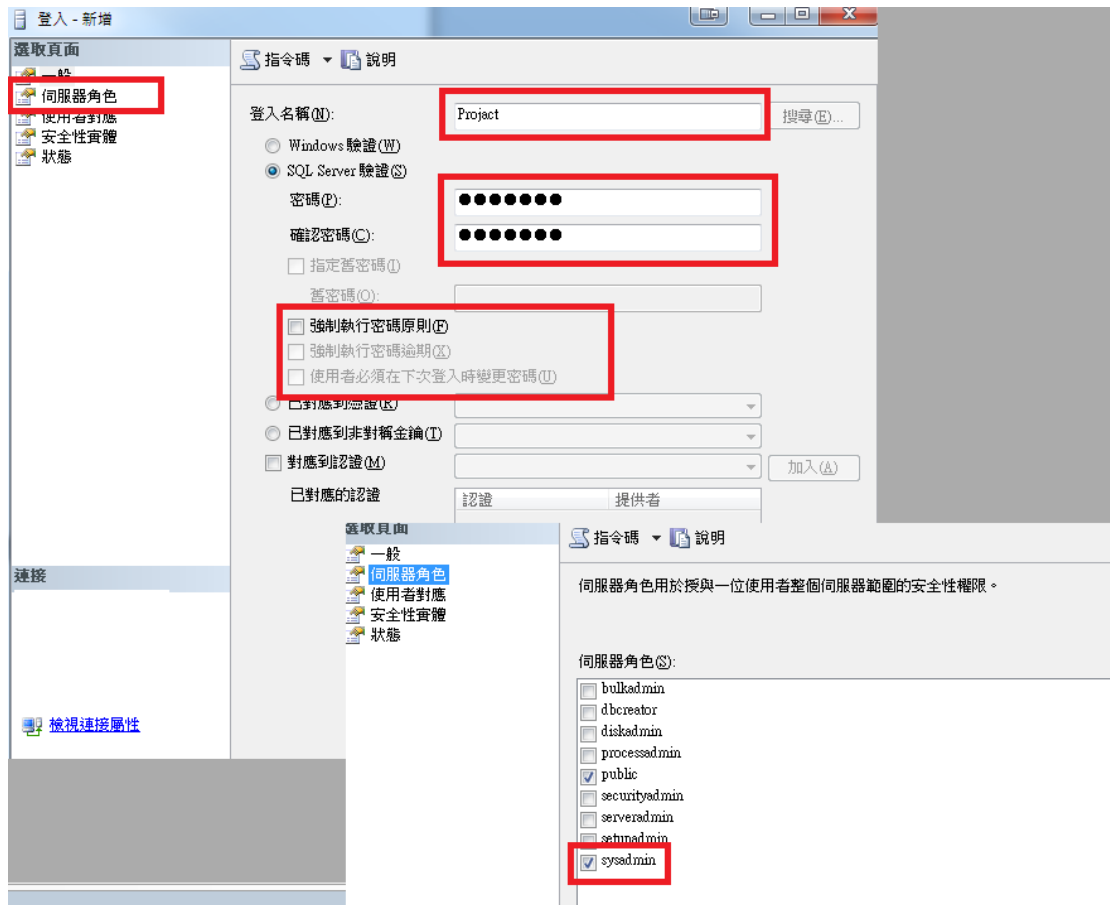 登入 - 新增
選取頁面
一般
伺服器角色
使用者對應
安全性實體
狀態
指令碼 說明
登入名稱(N): Project 搜尋(E)...
Windows 驗證(W)
SQL Server 驗證(S)
密碼(P): ●●●●●●●
確認密碼(C): ●●●●●●●
指定舊密碼(I)
舊密碼(O):
強制執行密碼原則(F)
強制執行密碼逾期(X)
使用者必須在下次登入時變更密碼(U)
已對應到憑證(R)
已對應到非對稱金鑰(T)
對應到認證(M) 加入(A)
已對應的認證 認證 提供者
連接
檢視連接屬性
選取頁面
一般
伺服器角色
使用者對應
安全性實體
狀態
指令碼 說明
伺服器角色用於授與一位使用者整個伺服器範圍的安全性權限。
伺服器角色(S):
bulkadmin
dbcreator
diskadmin
processadmin
public
securityadmin
serveradmin
setupadmin
sysadmin